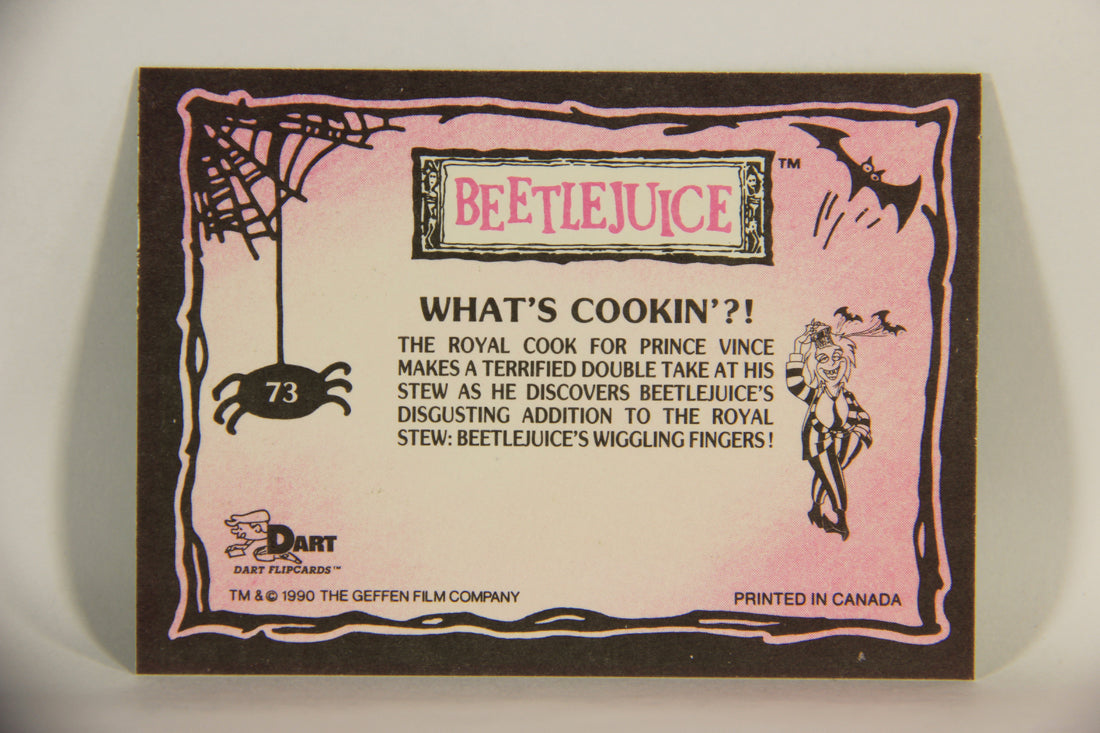 BEETLEJUICE ™
WHAT'S COOKIN'?!
THE ROYAL COOK FOR PRINCE VINCE
MAKES A TERRIFIED DOUBLE TAKE AT HIS
STEW AS HE DISCOVERS BEETLEJUICE'S
DISGUSTING ADDITION TO THE ROYAL
STEW: BEETLEJUICE'S WIGGLING FINGERS!
73
DART
DART FLIPCARDS™
TM & © 1990 THE GEFFEN FILM COMPANY
PRINTED IN CANADA